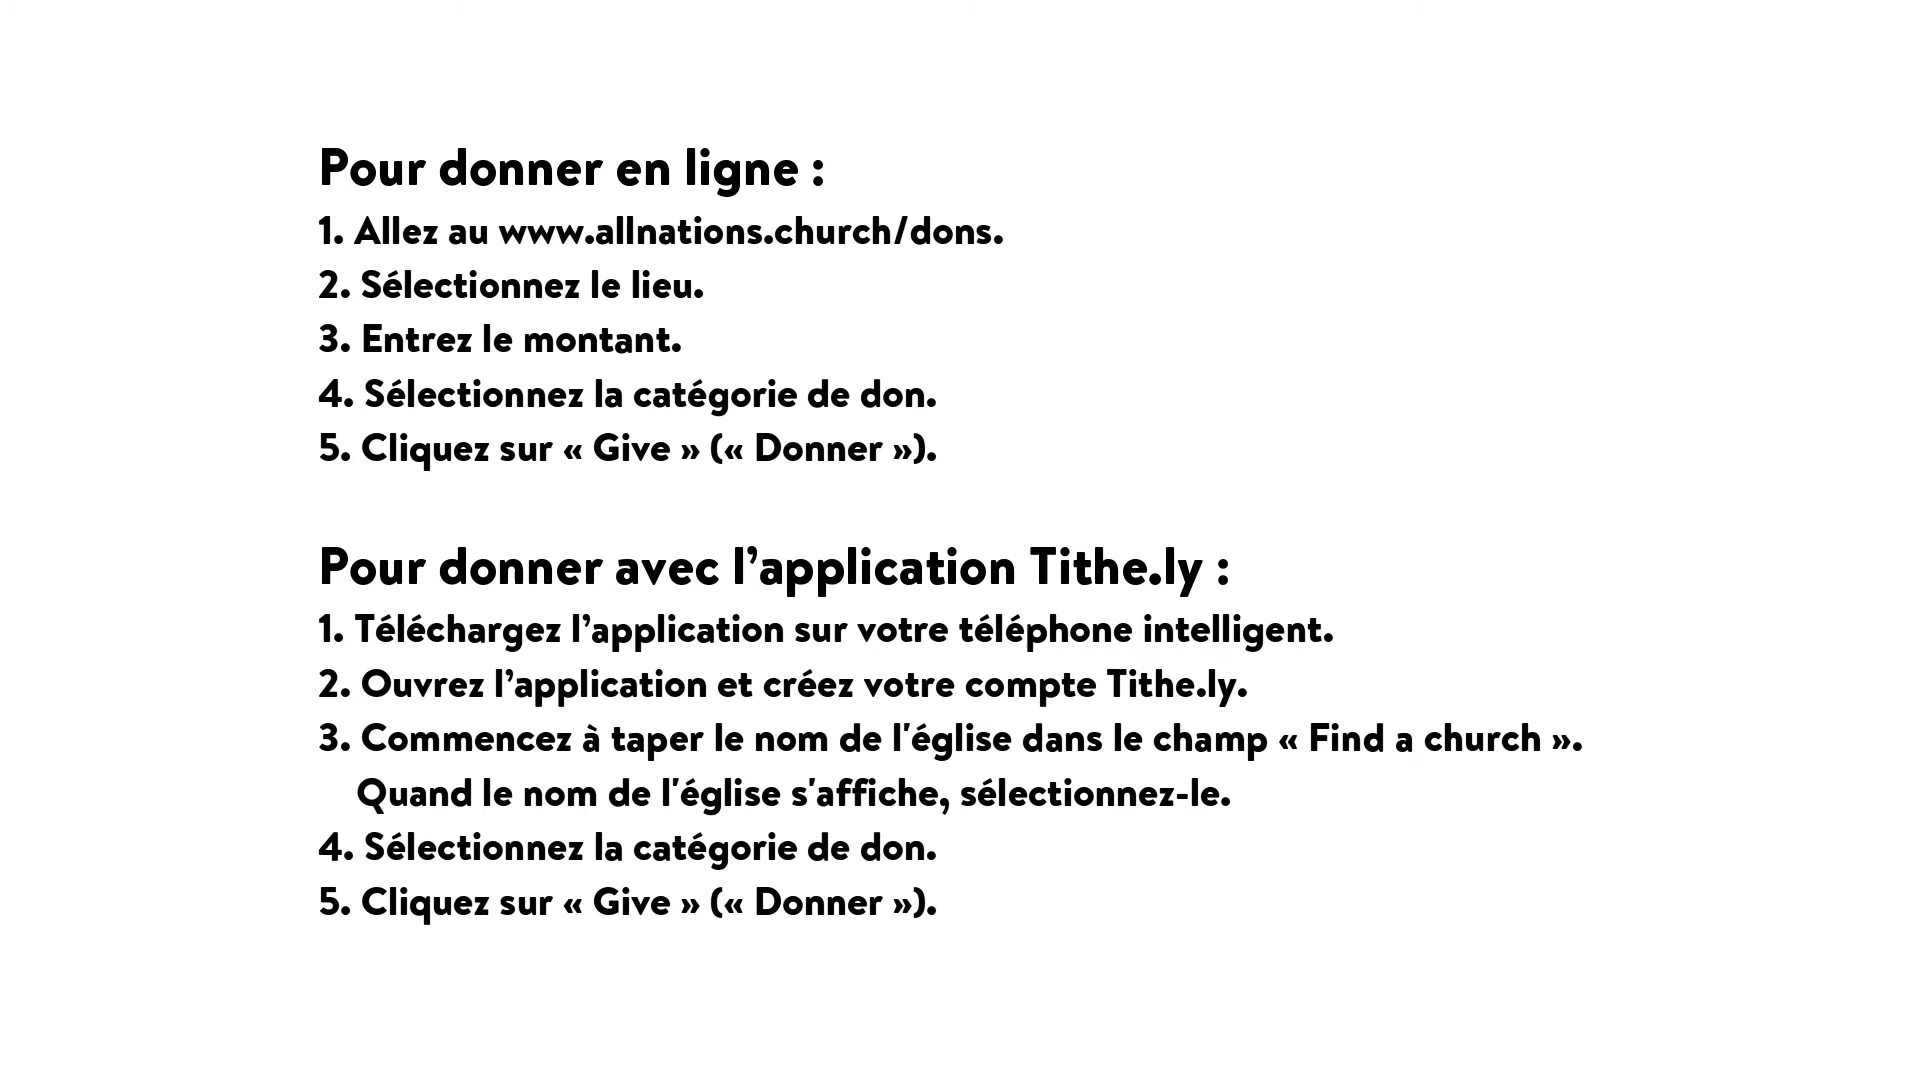 Pour donner en ligne :
1. Allez au www.allnations.church/dons.
2. Sélectionnez le lieu.
3. Entrez le montant.
4. Sélectionnez la catégorie de don.
5. Cliquez sur « Give » (« Donner »).
Pour donner avec l’application Tithe.ly :
1. Téléchargez l’application sur votre téléphone intelligent.
2. Ouvrez l’application et créez votre compte Tithe.ly.
3. Commencez à taper le nom de l'église dans le champ « Find a church ».
Quand le nom de l'église s'affiche, sélectionnez-le.
4. Sélectionnez la catégorie de don.
5. Cliquez sur « Give » (« Donner »).